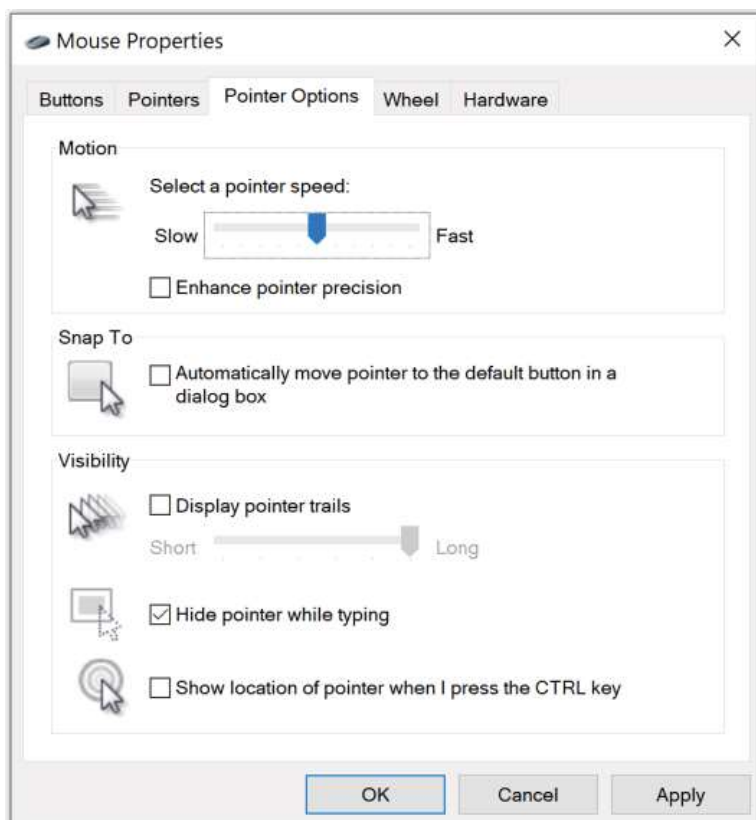 Mouse Properties
Buttons Pointers Pointer Options Wheel Hardware
Motion
Select a pointer speed:
Slow Fast
Enhance pointer precision
Snap To
Automatically move pointer to the default button in a
dialog box
Visibility
Display pointer trails
Short Long
Hide pointer while typing
Show location of pointer when I press the CTRL key
OK Cancel Apply